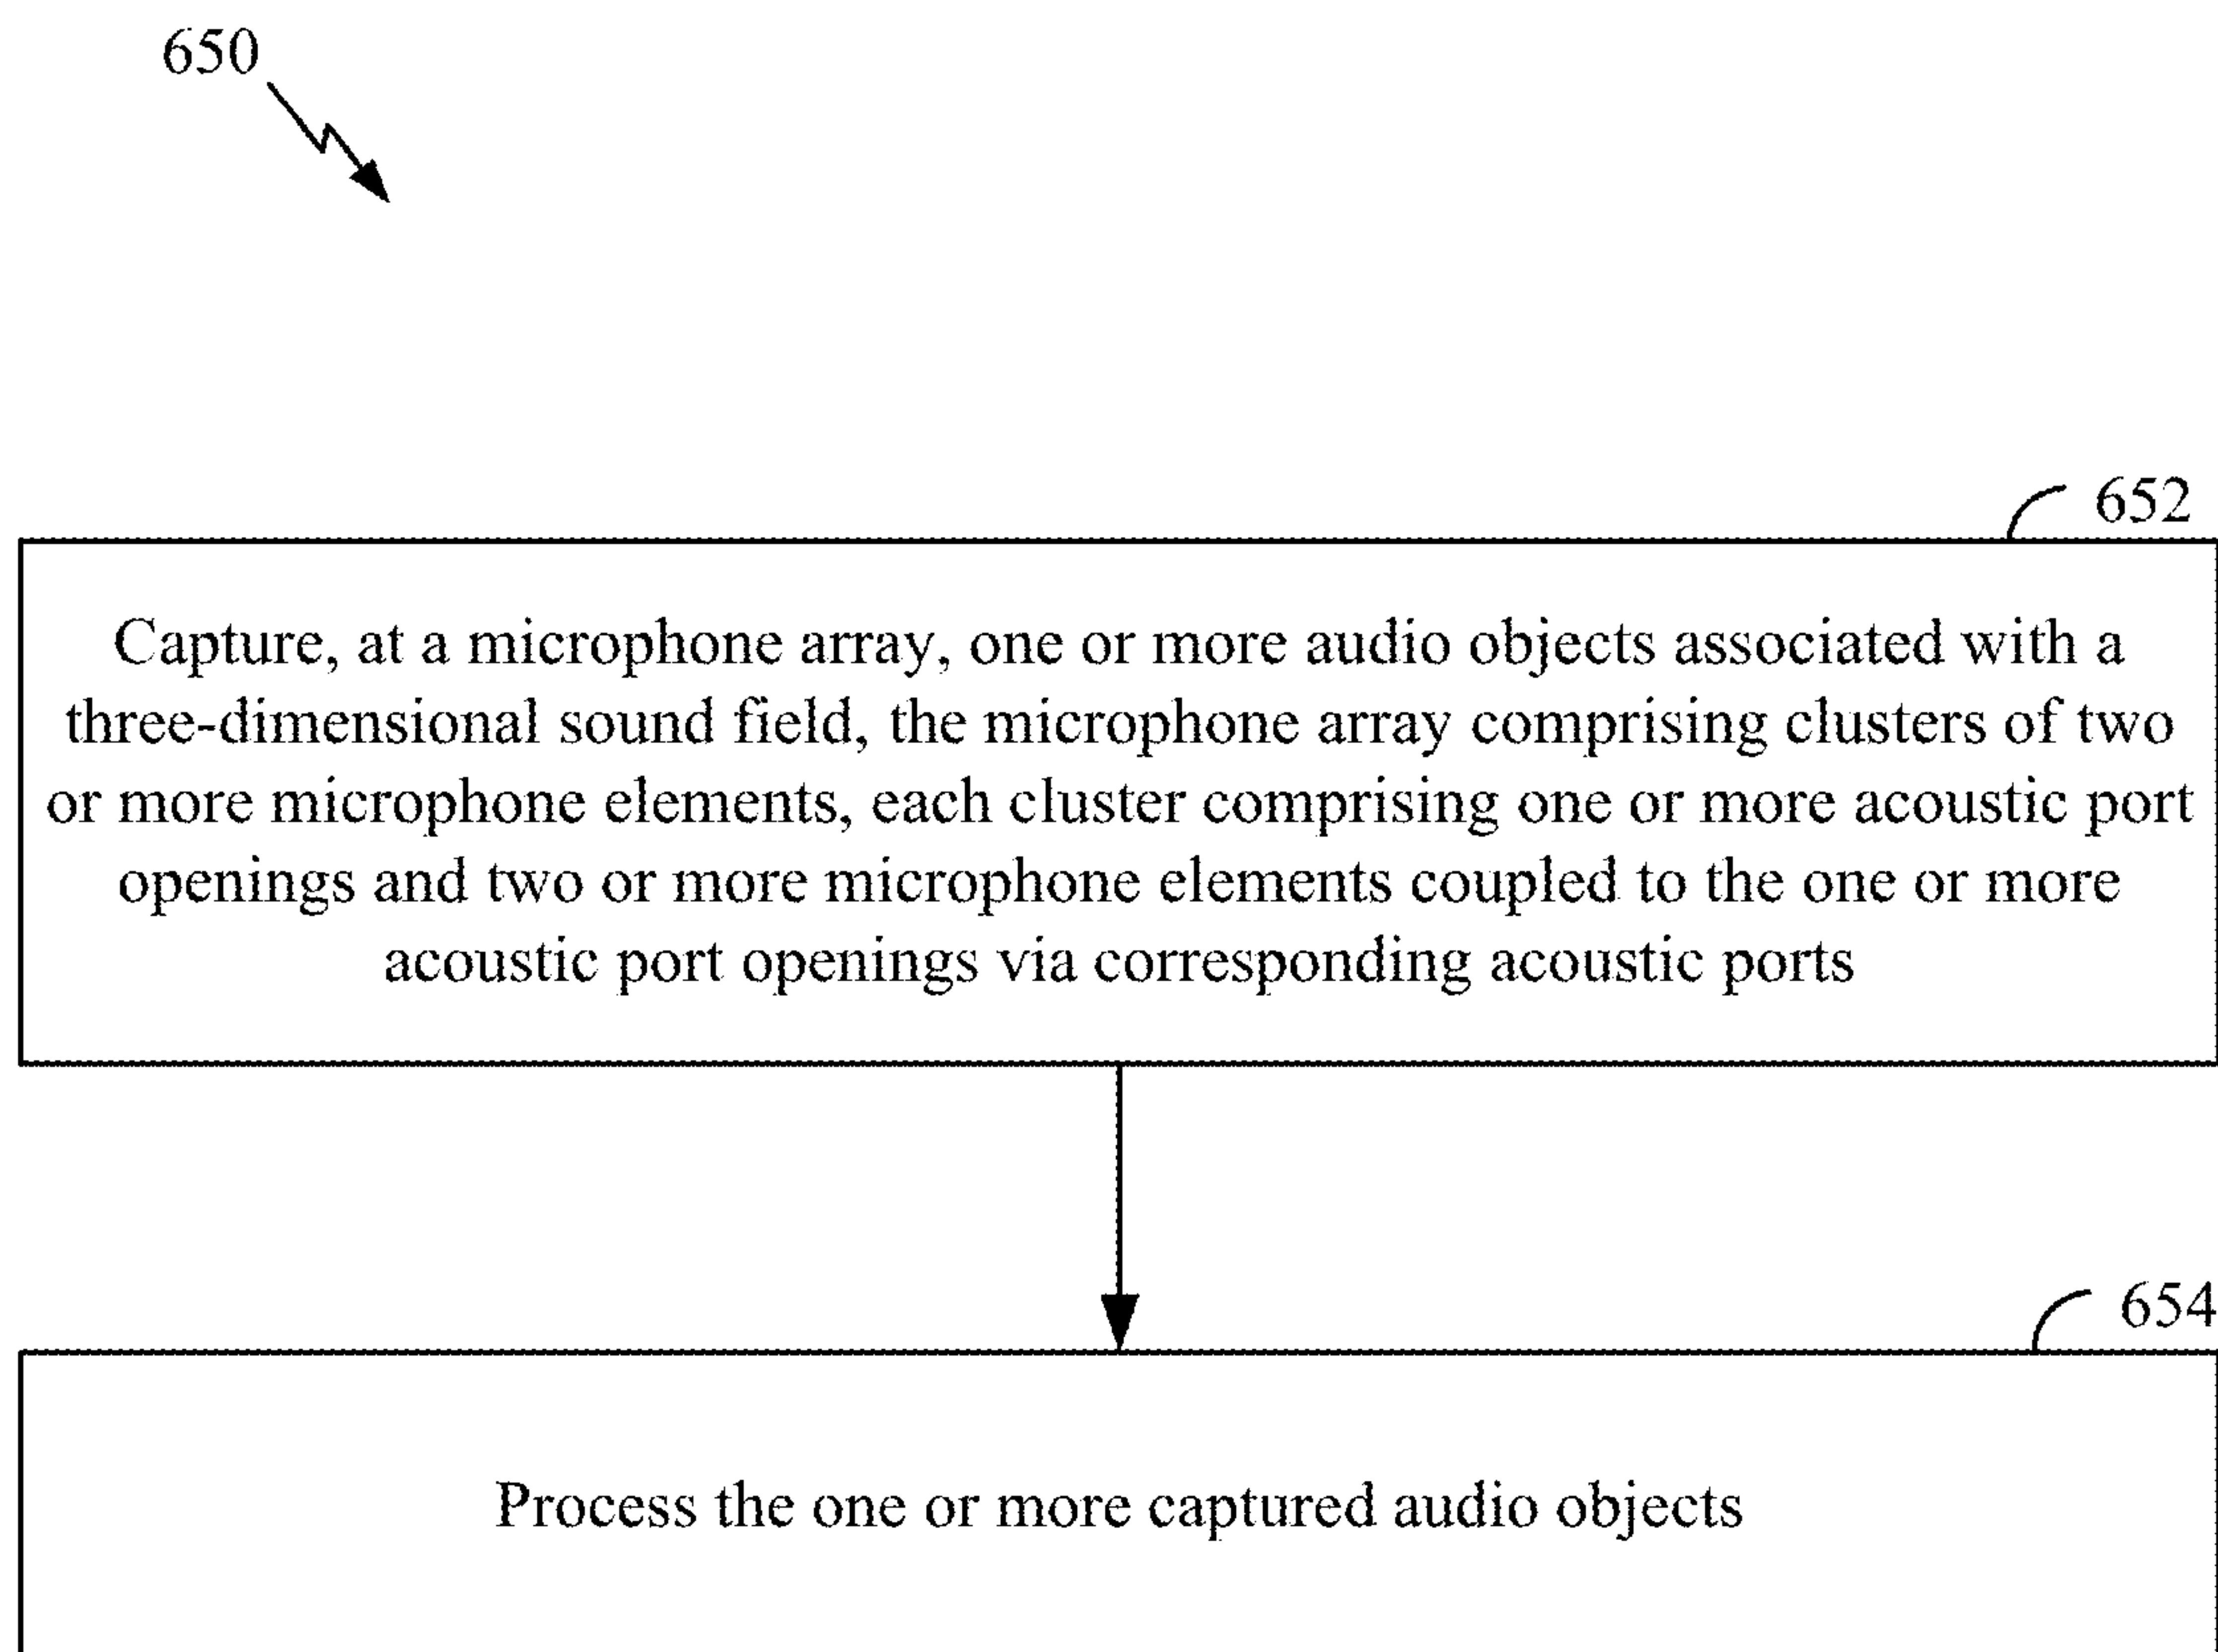 650
652
Capture, at a microphone array, one or more audio objects associated with a
three-dimensional sound field, the microphone array comprising clusters of two
or more microphone elements, each cluster comprising one or more acoustic port
openings and two or more microphone elements coupled to the one or more
acoustic port openings via corresponding acoustic ports
654
Process the one or more captured audio objects